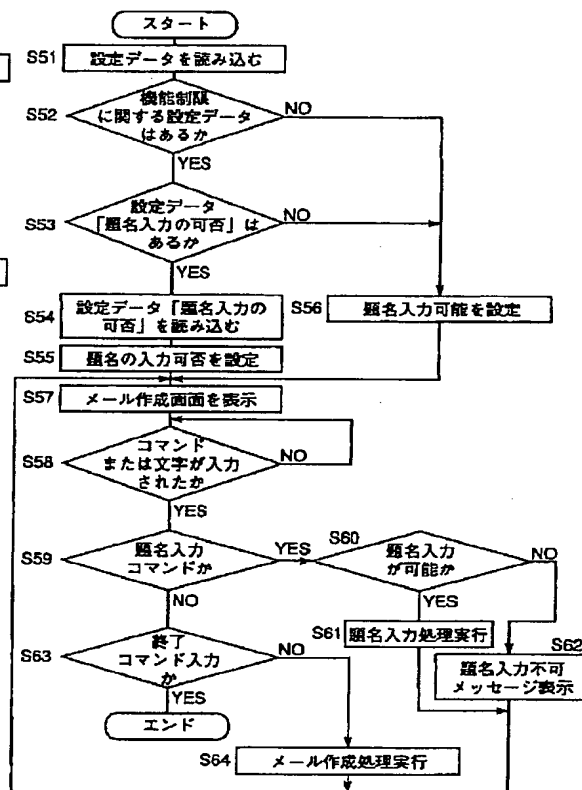 スタート
S51
設定データを読み込む
S52
機能制限
に関する設定データ
はあるか
NO
YES
S53
設定データ
「題名入力の可否」は
あるか
NO
YES
S54
設定データ「題名入力の
可否」を読み込む
S56
題名入力可能を設定
S55
題名の入力可否を設定
S57
メール作成画面を表示
S58
コマンド
または文字が入力
されたか
NO
YES
S59
題名入力
コマンドか
YES
NO
S60
題名入力
が可能か
NO
YES
S61
題名入力処理実行
S62
題名入力不可
メッセージ表示
S63
終了
コマンド入力
か
NO
YES
エンド
S64
メール作成処理実行